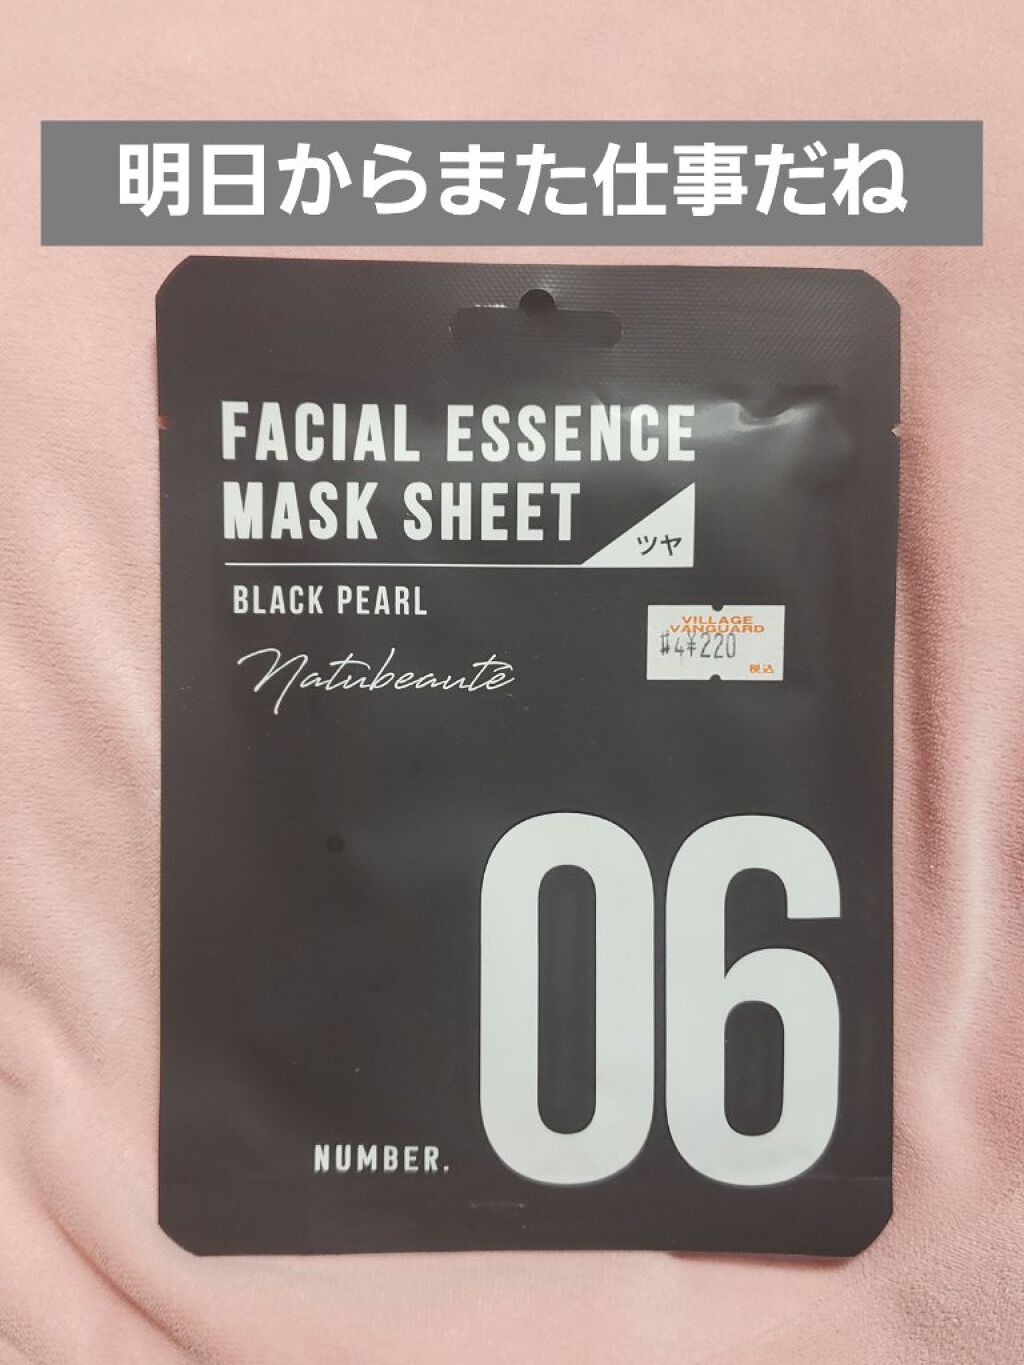 明日からまた仕事だね
FACIAL ESSENCE
MASK SHEET
ツヤ
BLACK PEARL
VILLAGE
VANGUARD
#4¥220
税込
Natubeauté
NUMBER.
06